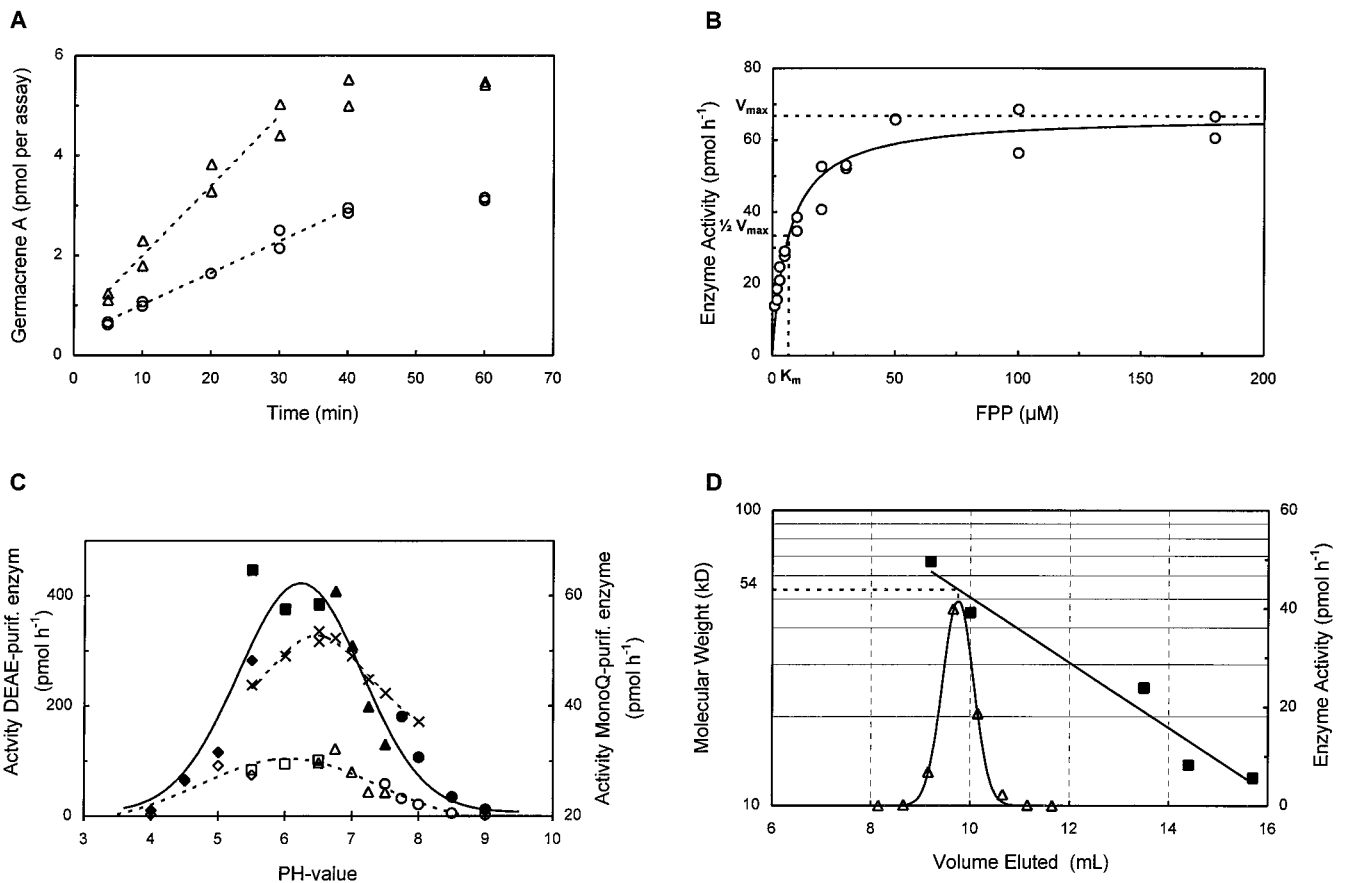 A
Germacrene A (pmol per assay)
6
4
2
0
0 10 20 30 40 50 60 70
Time (min)
B
Enzyme Activity (pmol h-1)
80
Vmax
60
40
½ Vmax
20
0
0 Km 50 100 150 200
FPP (µM)
C
Actvity DEAE-purif. enzym
(pmol h-1)
400
200
0
60
40
20
Activity MonoQ-purif. enzyme
(pmol h-1)
3 4 5 6 7 8 9 10
PH-value
D
Molecular Weight (kD)
100
54
10
60
40
20
0
Enzyme Activity (pmol h-1)
6 8 10 12 14 16
Volume Eluted (mL)